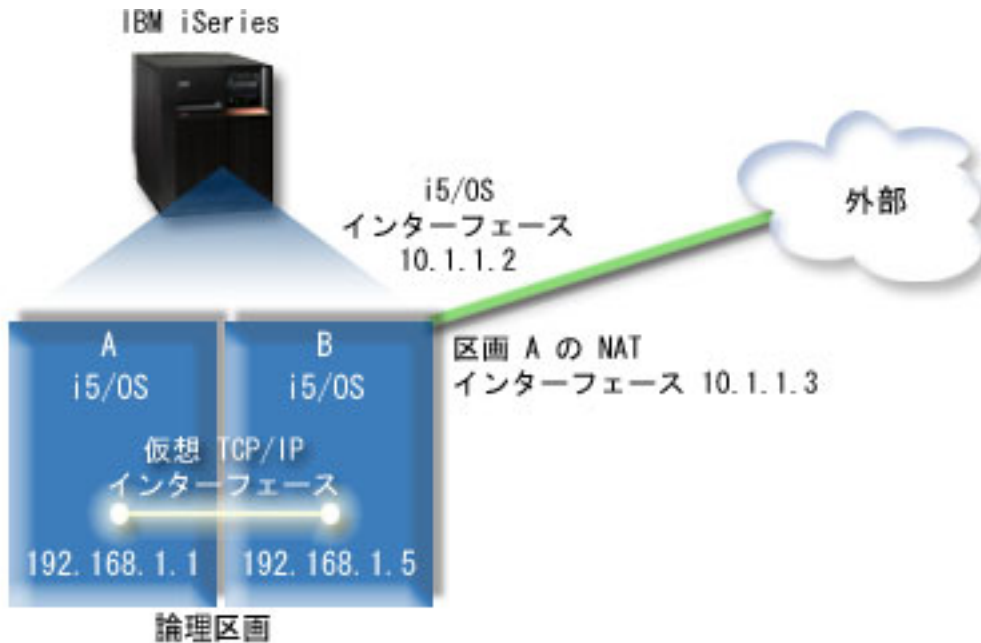 IBM iSeries
i5/OS
インターフェース
10.1.1.2
外部
A
i5/OS
B
i5/OS
区画 A の NAT
インターフェース 10.1.1.3
仮想 TCP/IP
インターフェース
192.168.1.1
192.168.1.5
論理区画